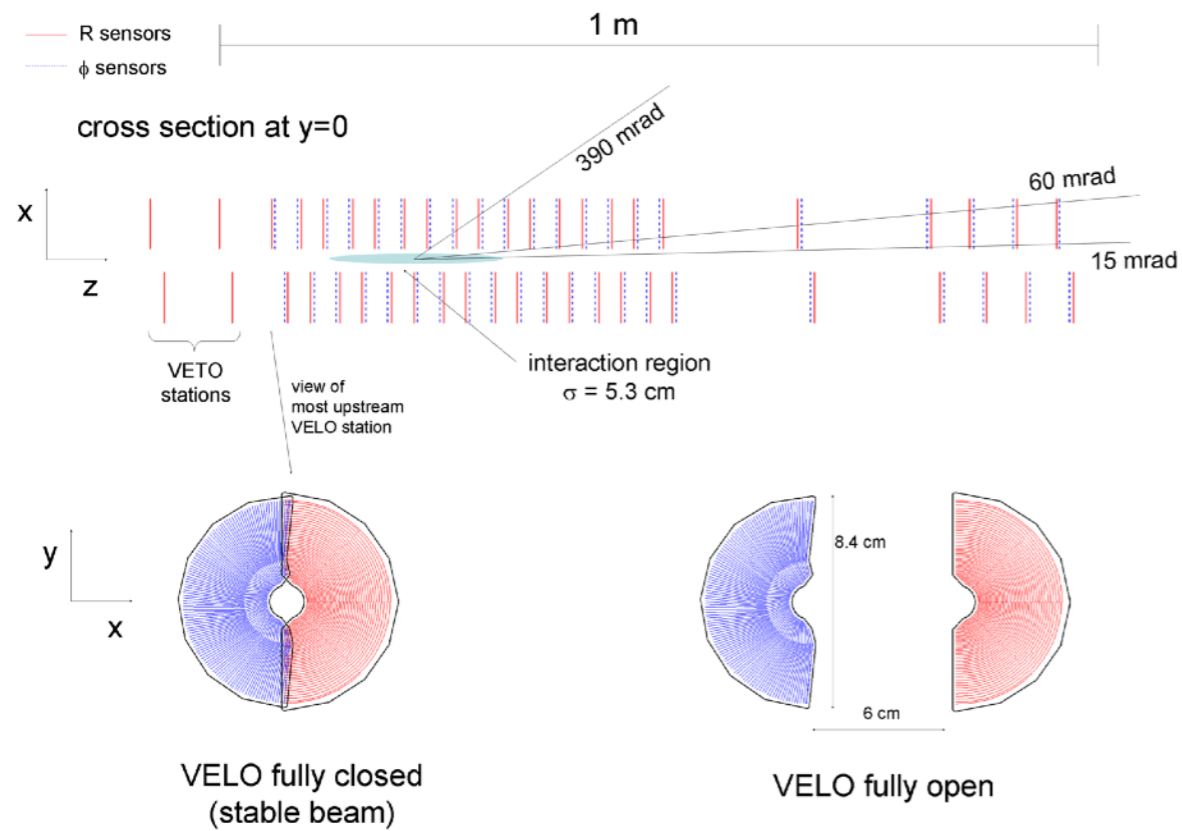 1 m
R sensors
ϕ sensors
cross section at y=0
390 mrad
60 mrad
15 mrad
x
z
VETO
stations
interaction region
σ = 5.3 cm
view of
most upstream
VELO station
y
x
8.4 cm
6 cm
VELO fully closed
(stable beam)
VELO fully open